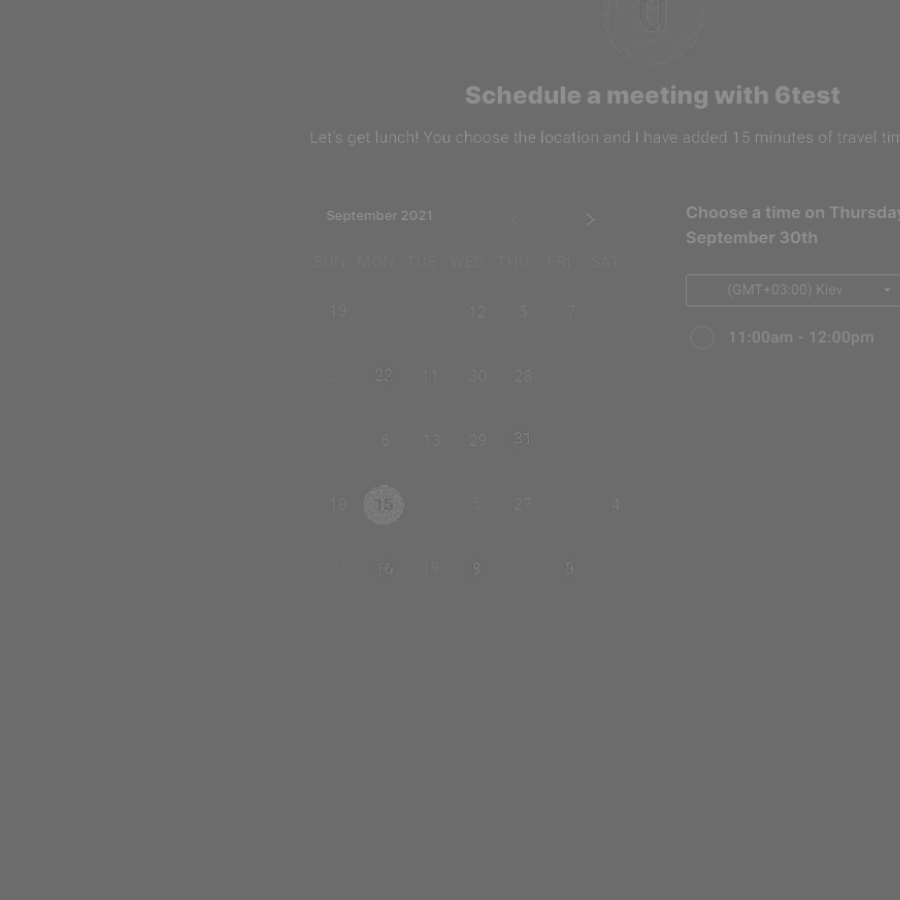 Schedule a meeting with 6test
Let's get lunch! You choose the location and I have added 15 minutes of travel
September 2021
SUN MON TUE WED THU FRI SAT
19 12 5 7
22 11 30 28
6 13 29 31
10 15 5 27 4
16 19 8 9
Choose a time on Thursday
September 30th
(GMT+03:00) Kiev
11:00am - 12:00pm